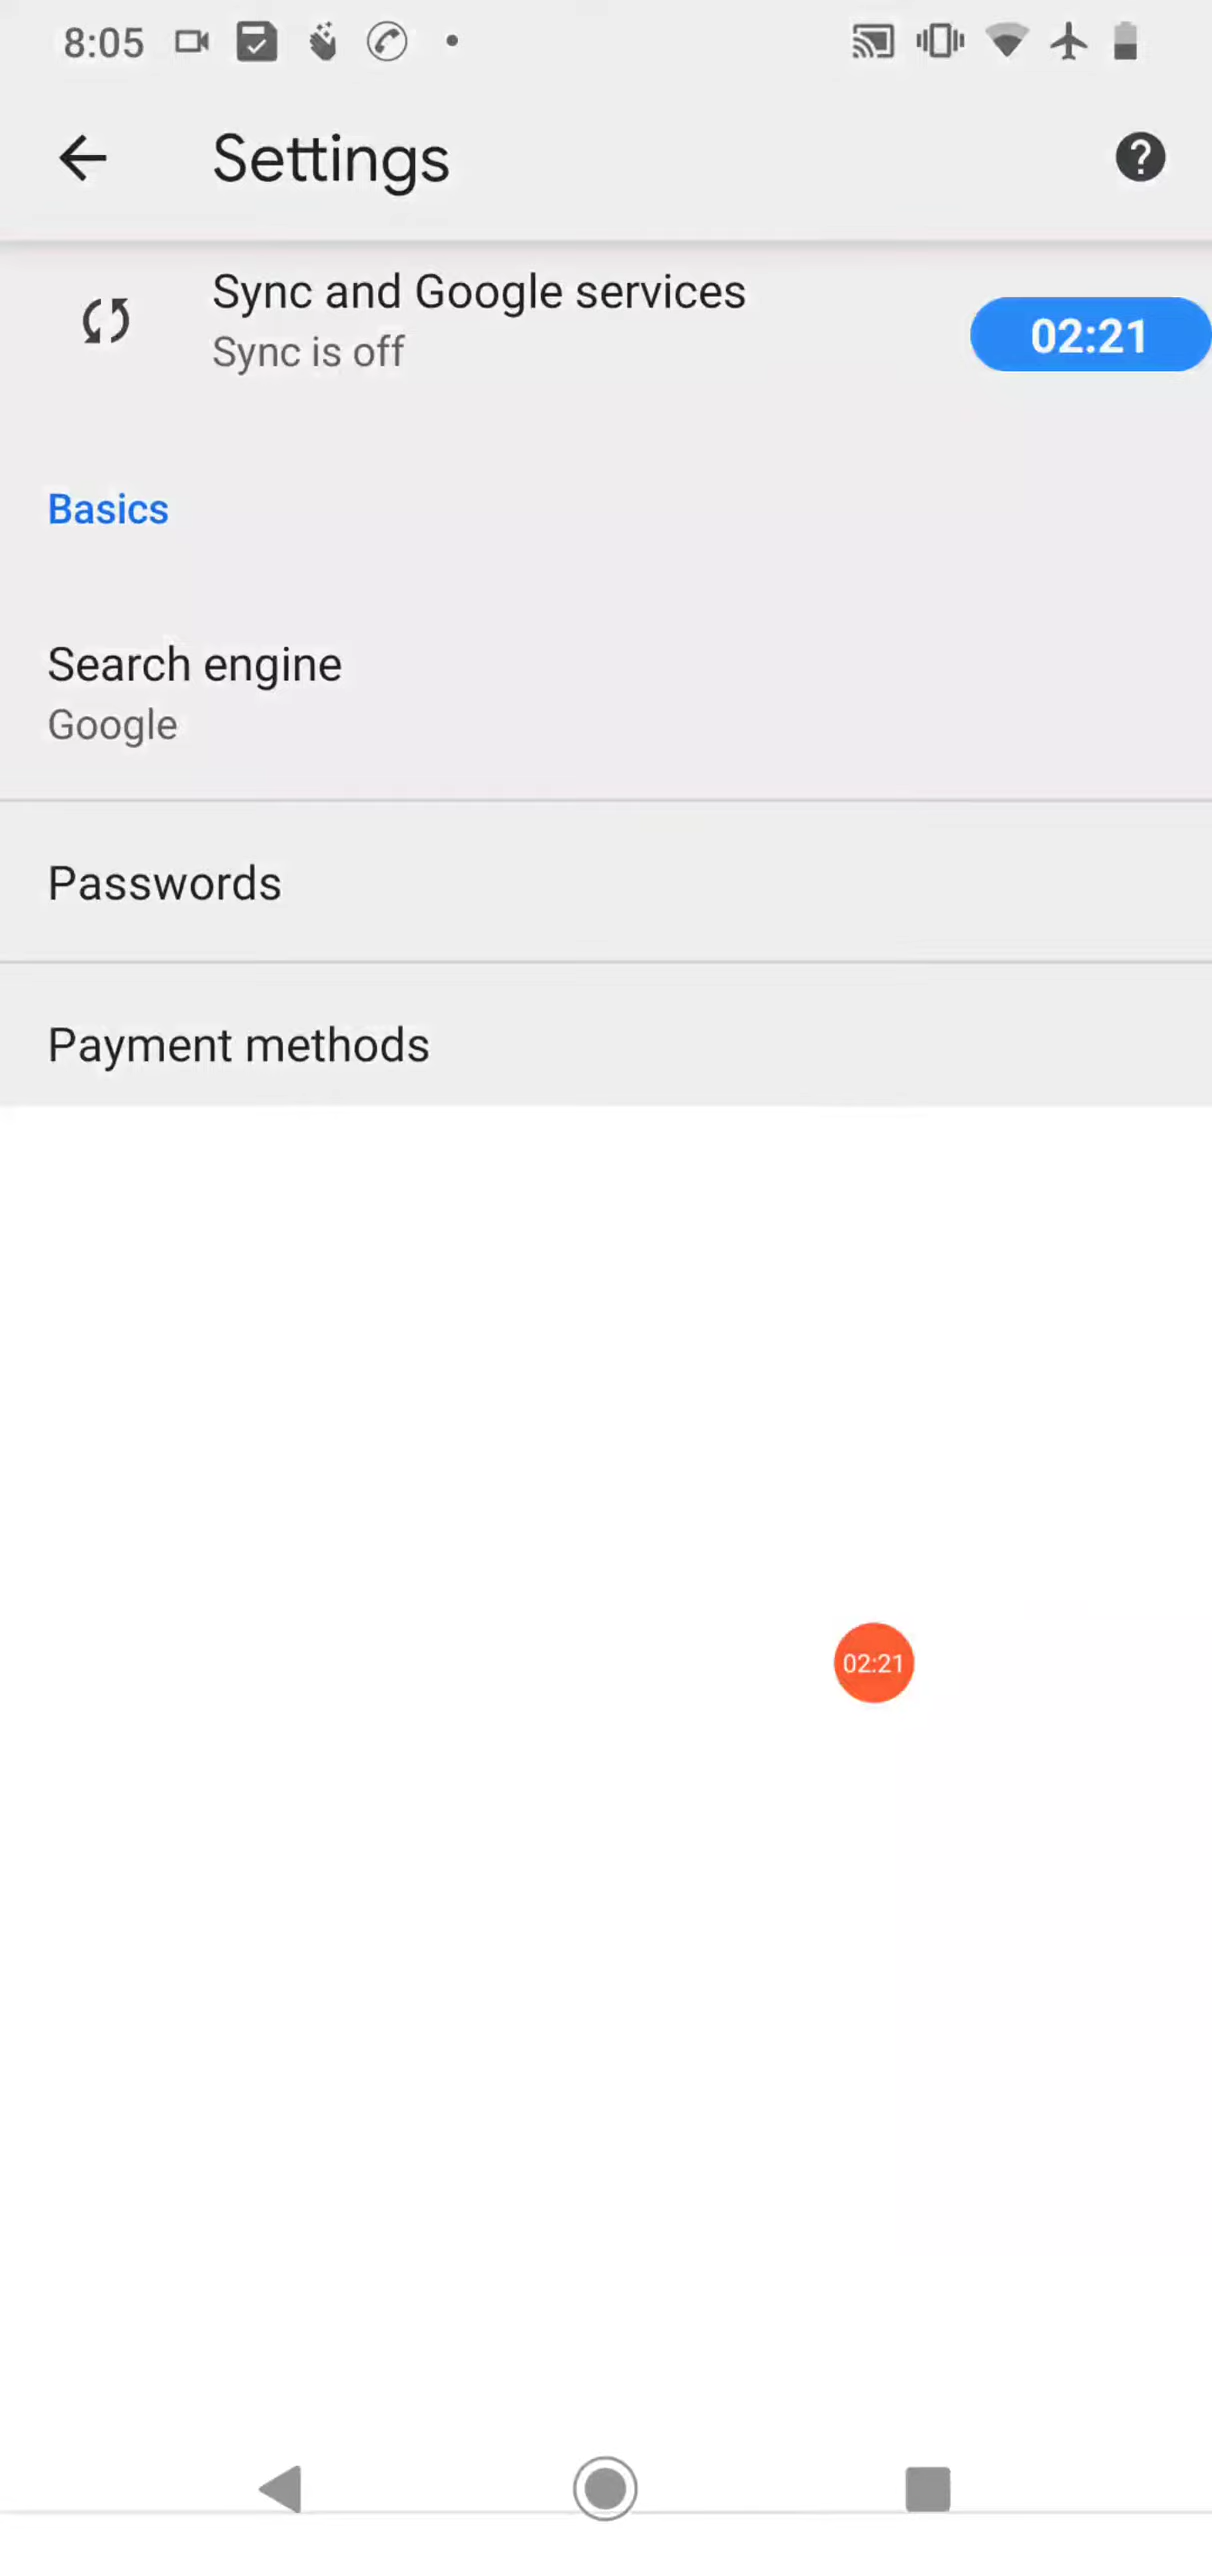 8:05
Settings
Sync and Google services
Sync is off
02:21
Basics
Search engine
Google
Passwords
Payment methods
02:21